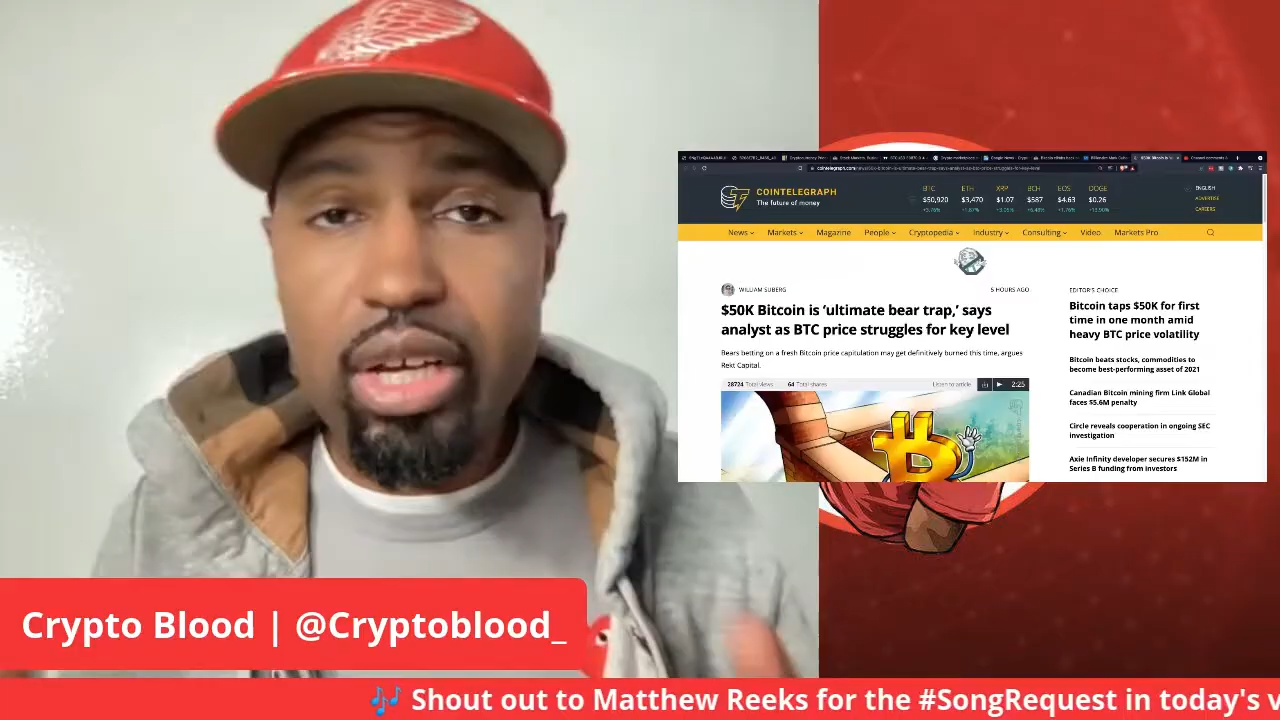 COINTELEGRAPH
The future of money
BTC ETH XRP BCH EOS DOGE
$50,920 $3,470 $1.07 $587 $4.63 $0.26
ENGLISH
ADVERTISE
CAREERS
News Markets Magazine People Cryptopedia Industry Consulting Video Markets Pro
WILLIAM SUBERG
5 HOURS AGO
$50K Bitcoin is ‘ultimate bear trap,’ says
analyst as BTC price struggles for key level
Bears betting on a fresh Bitcoin price capitulation may get definitively burned this time, argues
Rekt Capital.
28724 Total views 64 Total shares
Listen to article
2:25
EDITOR'S CHOICE
Bitcoin taps $50K for first
time in one month amid
heavy BTC price volatility
Bitcoin beats stocks, commodities to
become best-performing asset of 2021
Canadian Bitcoin mining firm Link Global
faces $5.6M penalty
Circle reveals cooperation in ongoing SEC
investigation
Axie Infinity developer secures $152M in
Series B funding from investors
Crypto Blood | @Cryptoblood_
🎶 Shout out to Matthew Reeks for the #SongRequest in today's v